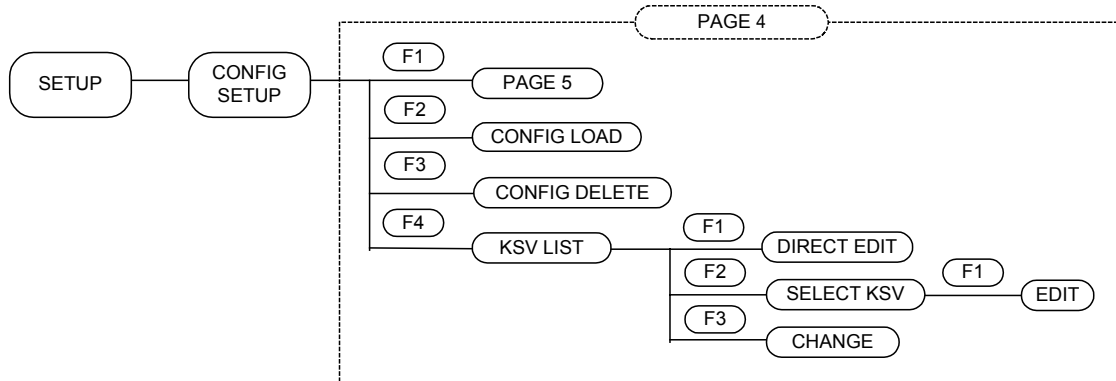 PAGE 4
SETUP
CONFIG
SETUP
F1
PAGE 5
F2
CONFIG LOAD
F3
CONFIG DELETE
F4
KSV LIST
F1
DIRECT EDIT
F2
SELECT KSV
F1
EDIT
F3
CHANGE